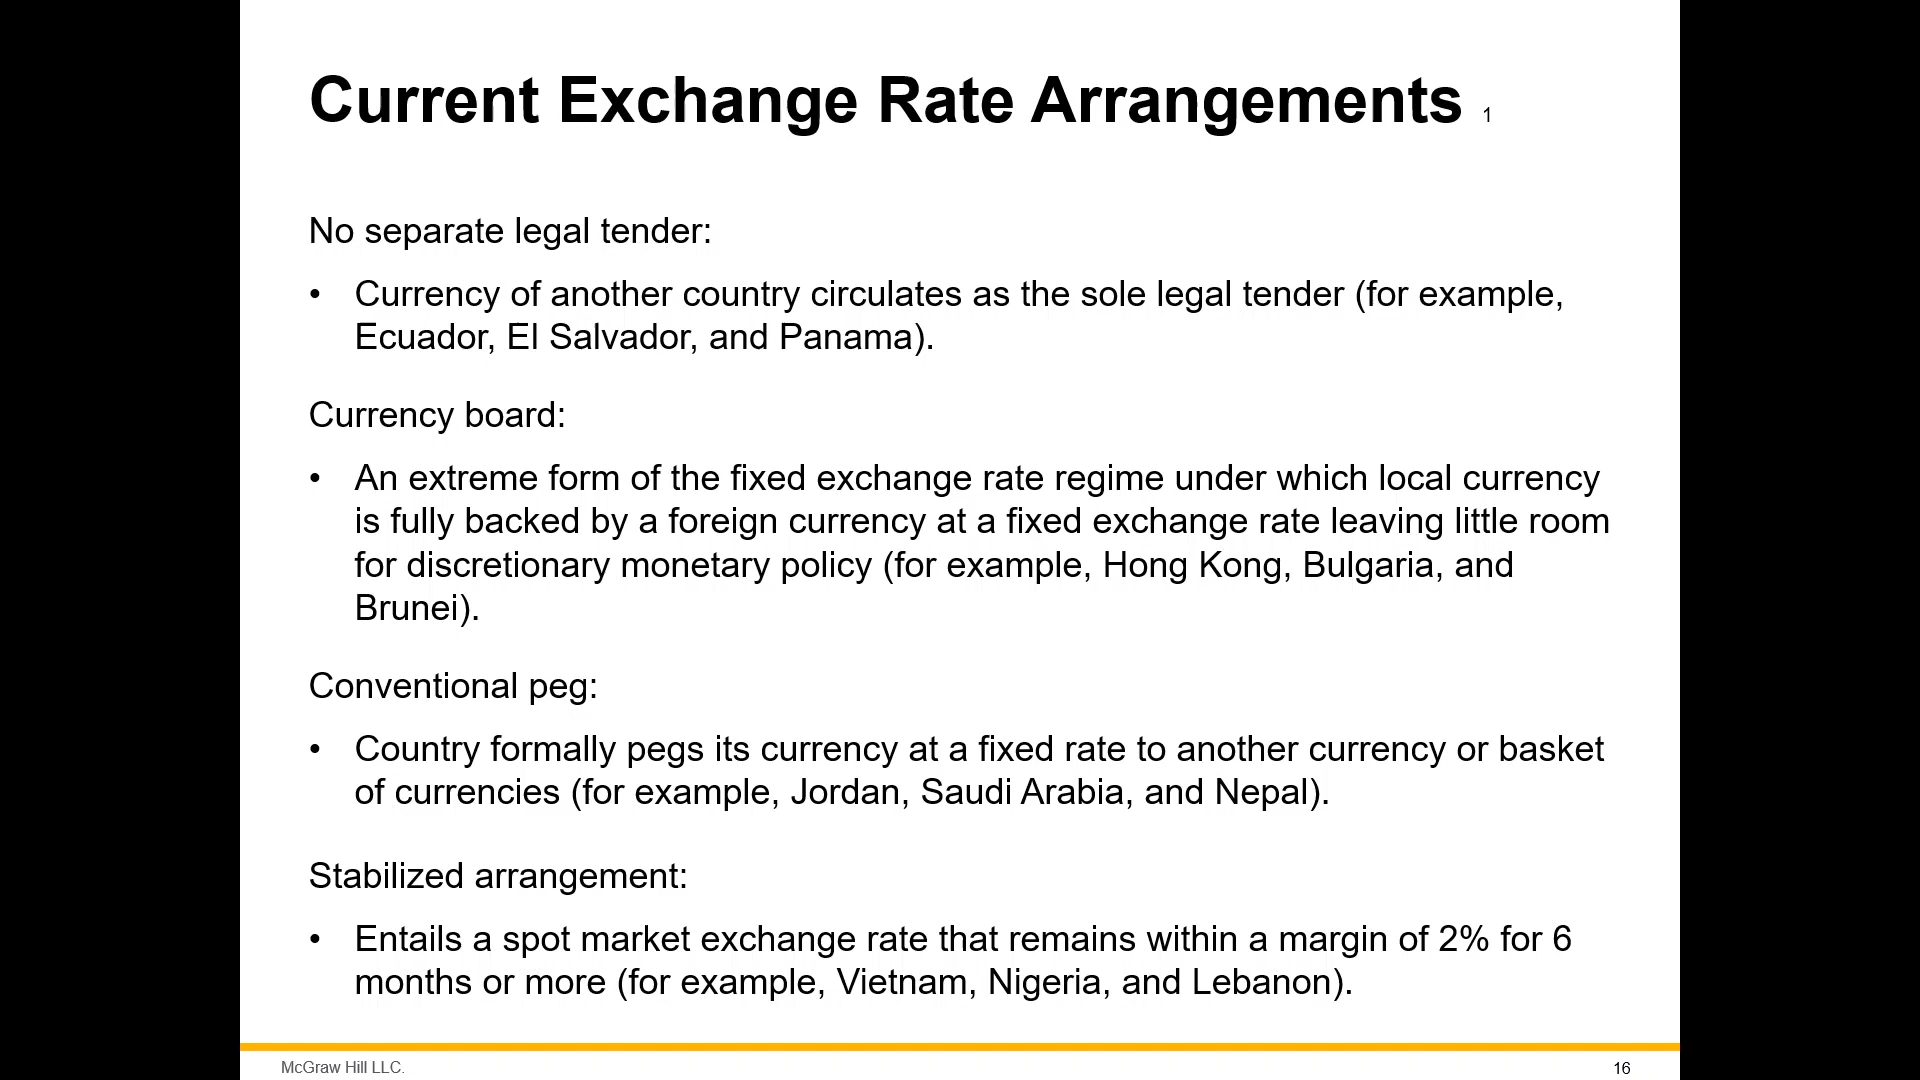 Current Exchange Rate Arrangements 1
No separate legal tender:
• Currency of another country circulates as the sole legal tender (for example,
Ecuador, El Salvador, and Panama).
Currency board:
• An extreme form of the fixed exchange rate regime under which local currency
is fully backed by a foreign currency at a fixed exchange rate leaving little room
for discretionary monetary policy (for example, Hong Kong, Bulgaria, and
Brunei).
Conventional peg:
• Country formally pegs its currency at a fixed rate to another currency or basket
of currencies (for example, Jordan, Saudi Arabia, and Nepal).
Stabilized arrangement:
• Entails a spot market exchange rate that remains within a margin of 2% for 6
months or more (for example, Vietnam, Nigeria, and Lebanon).
McGraw Hill LLC.
16